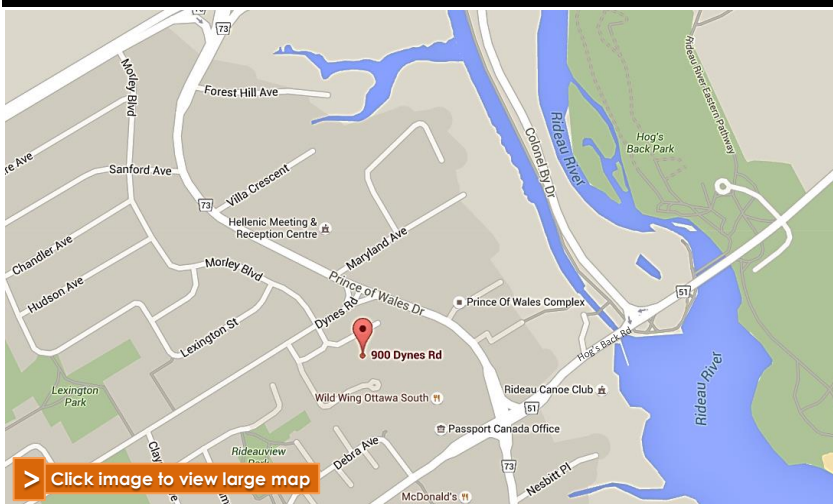 73
Morley Blvd
Forest Hill Ave
Rideau River Eastern Pathway
Colonel By Dr
Rideau River
Hog's
Back Park
re Ave
Sanford Ave
Villa Crescent
73
Hellenic Meeting &
Reception Centre
Maryland Ave
Chandler Ave
Morley Blvd
Hudson Ave
Prince of Wales Dr
51
Dynes Rd
Prince Of Wales Complex
Lexington St
Hog's Back Rd
900 Dynes Rd
Rideau River
Lexington
Park
Wild Wing Ottawa South
Rideau Canoe Club
51
Passport Canada Office
Rideauview
Debra Ave
73
Nesbitt Pl
> Click image to view large map
McDonald's